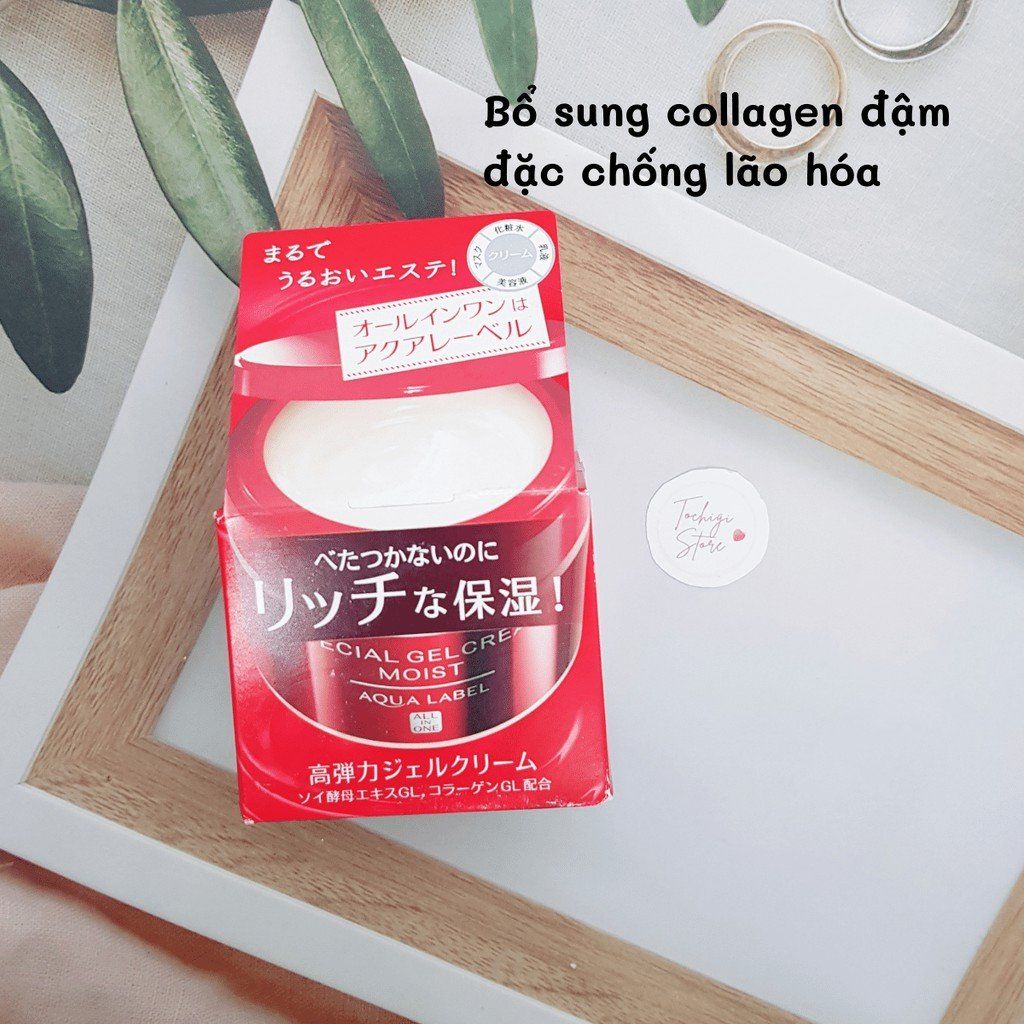 Bổ sung collagen đậm
đặc chống lão hóa
まるで
うるおいエステ!
化粧水
乳液
美容液
マスク
クリーム
オールインワンは
アクアレーベル
べたつかないのに
リッチな保湿!
ECIAL GELCREA
MOIST
AQUA LABEL
ALL
IN
ONE
高弾力ジェルクリーム
ソイ酵母エキスGL, コラーゲンGL配合
Tochigi
Store